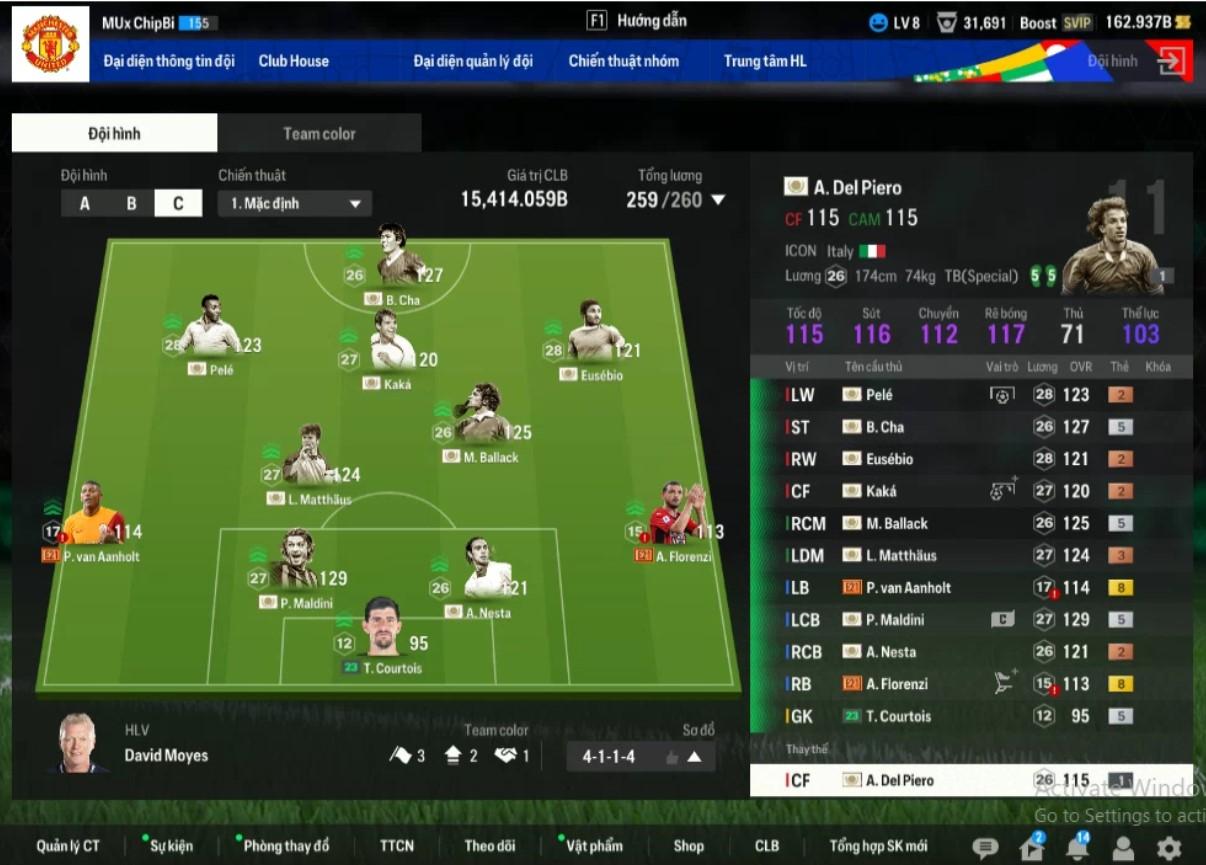 MUx ChipBi 155
F1 Hướng dẫn
LV 8 31,691 Boost SVIP 162.937B
Đại diện thông tin đội Club House Đại diện quản lý đội Chiến thuật nhóm Trung tâm HL Đội hình
Đội hình Team color
Đội hình Chiến thuật Giá trị CLB Tổng lương
A B C 1. Mặc định 15,414.059B 259/260
26 127
B. Cha
28 123
Pelé
27 120
Kaká
28 121
Eusébio
26 125
M. Ballack
27 124
L. Matthäus
17 114
P. van Aanholt
15 113
A. Florenzi
27 129
P. Maldini
26 121
A. Nesta
12 95
23 T. Courtois
HLV
David Moyes
Team color
3 2 1
Sơ đồ
4-1-1-4
A. Del Piero
11
CF 115 CAM 115
ICON Italy
Lương 26 174cm 74kg TB(Special) 5 5
1
Tốc độ Sút Chuyền Rê bóng Thủ Thể lực
115 116 112 117 71 103
Vị trí Tên cầu thủ Vai trò Lương OVR Thẻ Khóa
LW Pelé 28 123 2
ST B. Cha 26 127 5
RW Eusébio 28 121 2
CF Kaká 27 120 2
RCM M. Ballack 26 125 5
LDM L. Matthäus 27 124 3
LB P. van Aanholt 17 114 8
LCB P. Maldini C 27 129 5
RCB A. Nesta 26 121 2
RB A. Florenzi 15 113 8
GK 23 T. Courtois 12 95 5
Thay thế
CF A. Del Piero 26 115 1
Activate Windov
Go to Settings to acti
Quản lý CT Sự kiện Phòng thay đồ TTCN Theo dõi Vật phẩm Shop CLB Tổng hợp SK mới 2 14